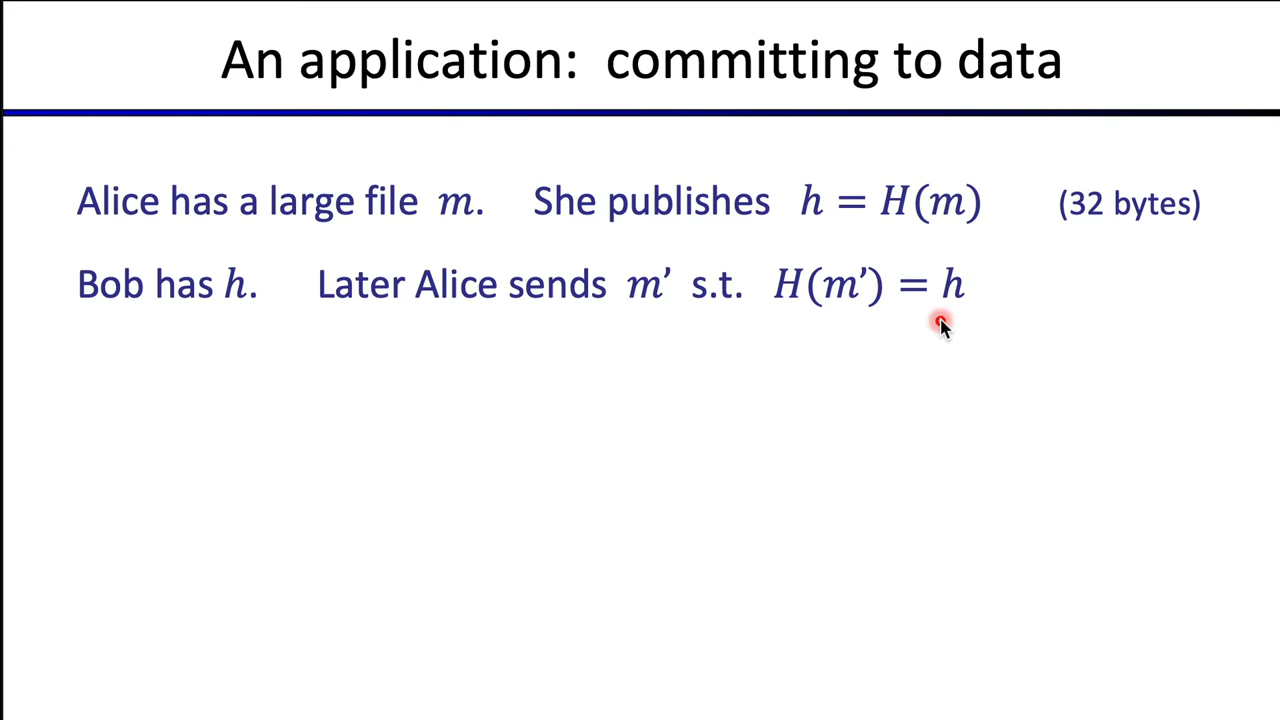 An application: committing to data
Alice has a large file m. She publishes h = H(m) (32 bytes)
Bob has h. Later Alice sends m’ s.t. H(m’) = h